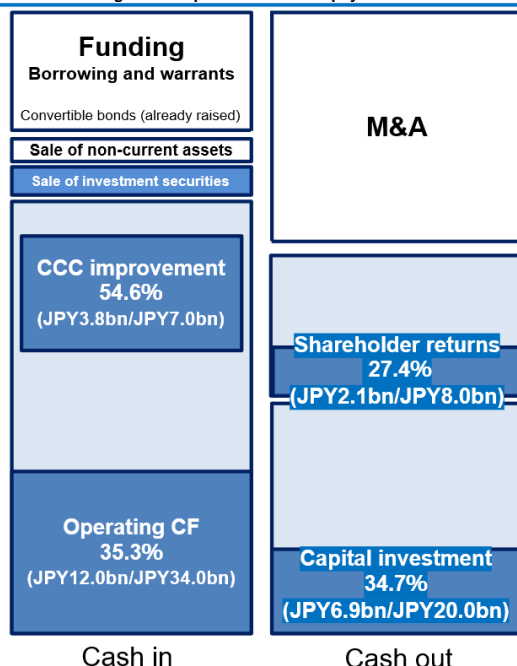 Funding
Borrowing and warrants
Convertible bonds (already raised)
Sale of non-current assets
Sale of investment securities
CCC improvement
54.6%
(JPY3.8bn/JPY7.0bn)
Operating CF
35.3%
(JPY12.0bn/JPY34.0bn)
Cash in
M&A
Shareholder returns
27.4%
(JPY2.1bn/JPY8.0bn)
Capital investment
34.7%
(JPY6.9bn/JPY20.0bn)
Cash out